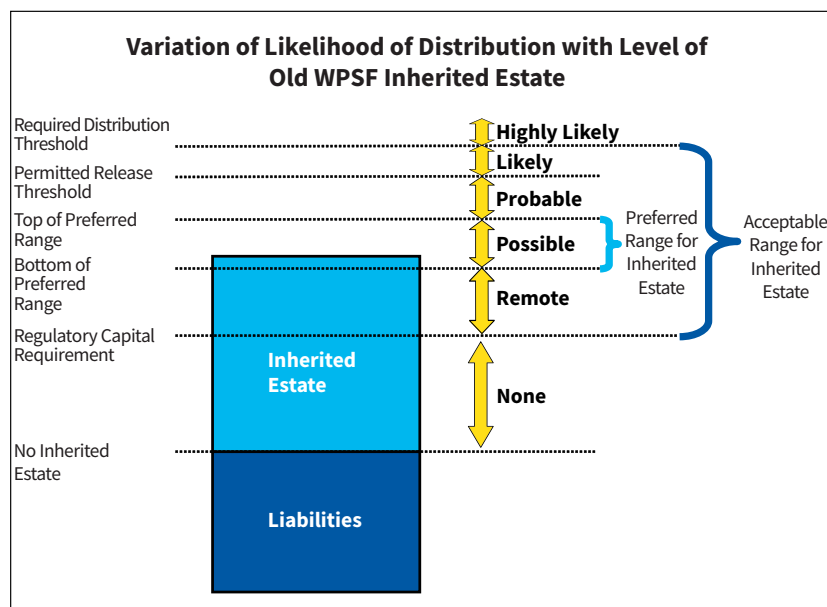 Variation of Likelihood of Distribution with Level of
Old WPSF Inherited Estate
Required Distribution
Threshold
Highly Likely
Likely
Permitted Release
Threshold
Probable
Top of Preferred
Range
Possible
Bottom of
Preferred
Range
Remote
Regulatory Capital
Requirement
None
No Inherited
Estate
Inherited
Estate
Liabilities
Preferred
Range for
Inherited
Estate
Acceptable
Range for
Inherited
Estate